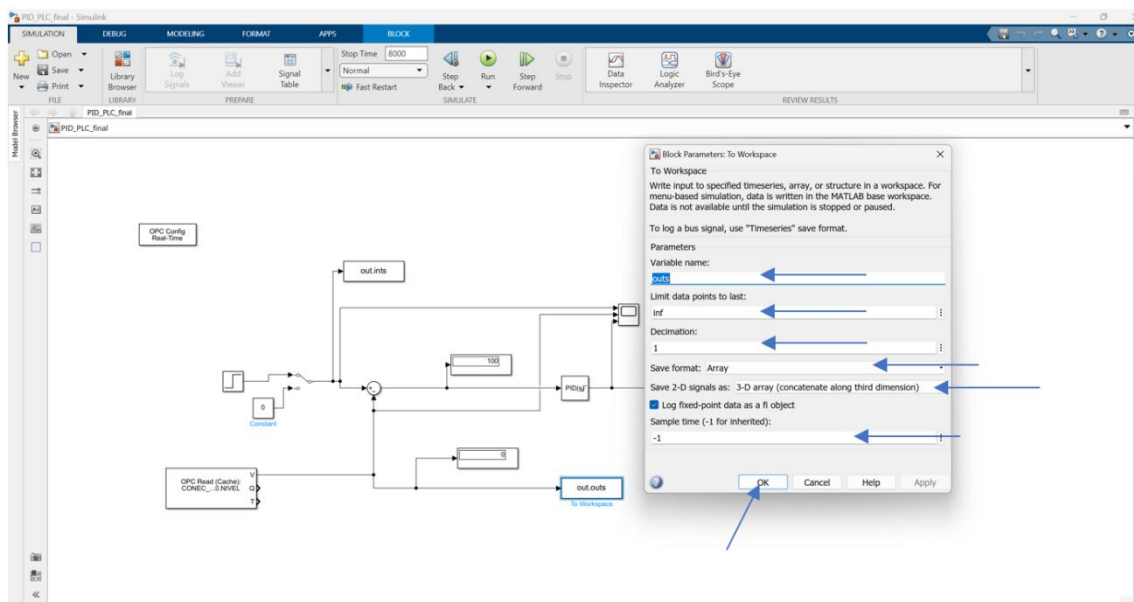 PID_PLC_final - Simulink
SIMULATION DEBUG MODELING FORMAT APPS BLOCK
New
Open
Save
Print
FILE
Library Browser
LIBRARY
Log Signals
Add Viewer
Signal Table
PREPARE
Stop Time 8000
Normal
Fast Restart
Step Back
Run
Step Forward
Stop
SIMULATE
Data Inspector
Logic Analyzer
Bird's-Eye Scope
REVIEW RESULTS
Model Browser
PID_PLC_final
PID_PLC_final
OPC Config
Real-Time
out.ints
100
PID(s)
0
Constant
OPC Read (Cache):
CONEC_...0.NIVEL
V
Q
T
0
out.outs
To Workspace
Block Parameters: To Workspace
To Workspace
Write input to specified timeseries, array, or structure in a workspace. For
menu-based simulation, data is written in the MATLAB base workspace.
Data is not available until the simulation is stopped or paused.
To log a bus signal, use "Timeseries" save format.
Parameters
Variable name:
outs
Limit data points to last:
inf
Decimation:
1
Save format: Array
Save 2-D signals as: 3-D array (concatenate along third dimension)
Log fixed-point data as a fi object
Sample time (-1 for inherited):
-1
OK Cancel Help Apply